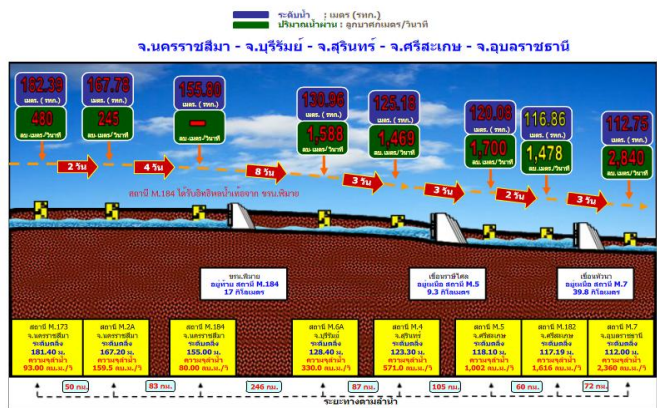 ระดับน้ำ : เมตร (รทก.)
ปริมาณน้ำผ่าน : ลูกบาศกเมตร/วินาที
จ.นครราชสีมา - จ.บุรีรัมย์ - จ.สุรินทร์ - จ.ศรีสะเกษ - จ.อุบลราชธานี
182.39 167.76 155.80 130.96 125.18 120.08 116.86 112.75
เมตร. (รทก.) เมตร. (รทก.) เมตร. (รทก.) เมตร. (รทก.) เมตร. (รทก.) เมตร. (รทก.) เมตร. (รทก.) เมตร. (รทก.)
480 245 - 1,588 1,469 1,700 1,478 2,840
ลบ.เมตร/วินาที ลบ.เมตร/วินาที ลบ.เมตร/วินาที ลบ.เมตร/วินาที ลบ.เมตร/วินาที ลบ.เมตร/วินาที ลบ.เมตร/วินาที ลบ.เมตร/วินาที
2 วัน 4 วัน 8 วัน 3 วัน 3 วัน 2 วัน 3 วัน
สถานี M.184 ได้รับอิทธิพลน้ำเท้อจาก ขรน.พิมาย
ขรน.พิมาย
อยู่ท้าย สถานี M.184
17 กิโลเมตร
เขื่อนราษีไศล
อยู่เหนือ สถานี M.5
9.3 กิโลเมตร
เขื่อนหัวนา
อยู่เหนือ สถานี M.7
39.8 กิโลเมตร
สถานี M.173 สถานี M.2A สถานี M.184 สถานี M.6A สถานี M.4 สถานี M.5 สถานี M.182 สถานี M.7
จ.นครราชสีมา จ.นครราชสีมา จ.นครราชสีมา จ.บุรีรัมย์ จ.สุรินทร์ จ.ศรีสะเกษ จ.ศรีสะเกษ จ.อุบลราชธานี
ระดับตลิ่ง ระดับตลิ่ง ระดับตลิ่ง ระดับตลิ่ง ระดับตลิ่ง ระดับตลิ่ง ระดับตลิ่ง ระดับตลิ่ง
181.40 ม. 167.20 ม. 155.00 ม. 128.40 ม. 123.30 ม. 118.10 ม. 117.19 ม. 112.00 ม.
ความจุลำน้ำ ความจุลำน้ำ ความจุลำน้ำ ความจุลำน้ำ ความจุลำน้ำ ความจุลำน้ำ ความจุลำน้ำ ความจุลำน้ำ
93.00 ลบ.ม./วิ 159.5 ลบ.ม./วิ 80.00 ลบ.ม./วิ 330.0 ลบ.ม./วิ 571.0 ลบ.ม./วิ 1,002 ลบ.ม./วิ 1,616 ลบ.ม./วิ 2,360 ลบ.ม./วิ
50 กม. 83 กม. 246 กม. 87 กม. 105 กม. 60 กม. 72 กม.
ระยะทางตามลำน้ำ